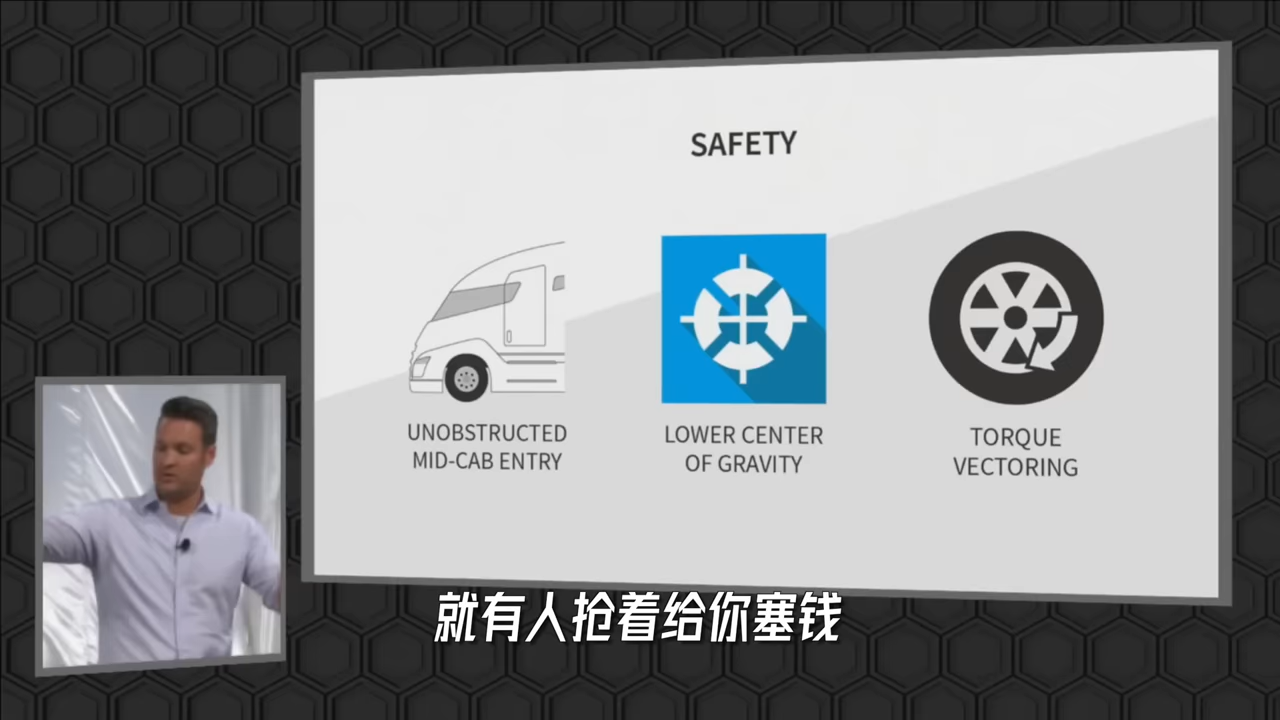 SAFETY
UNOBSTRUCTED
MID-CAB ENTRY
LOWER CENTER
OF GRAVITY
TORQUE
VECTORING
就有人抢着给你塞钱